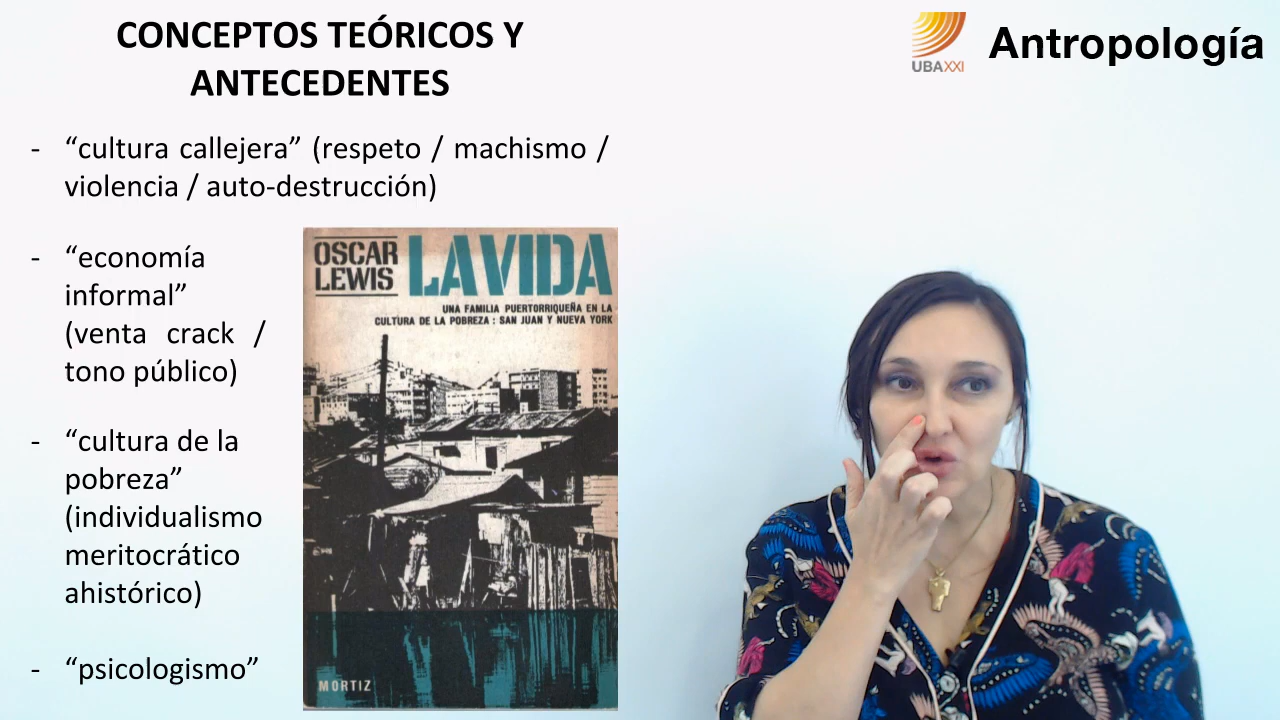 CONCEPTOS TEÓRICOS Y
ANTECEDENTES
UBAXXI
Antropología
- “cultura callejera” (respeto / machismo /
violencia / auto-destrucción)
- “economía
informal”
(venta crack /
tono público)
- “cultura de la
pobreza”
(individualismo
meritocrático
ahistórico)
- “psicologismo”
OSCAR
LEWIS
LA VIDA
UNA FAMILIA PUERTORRIQUEÑA EN LA
CULTURA DE LA POBREZA : SAN JUAN Y NUEVA YORK
MORTIZ